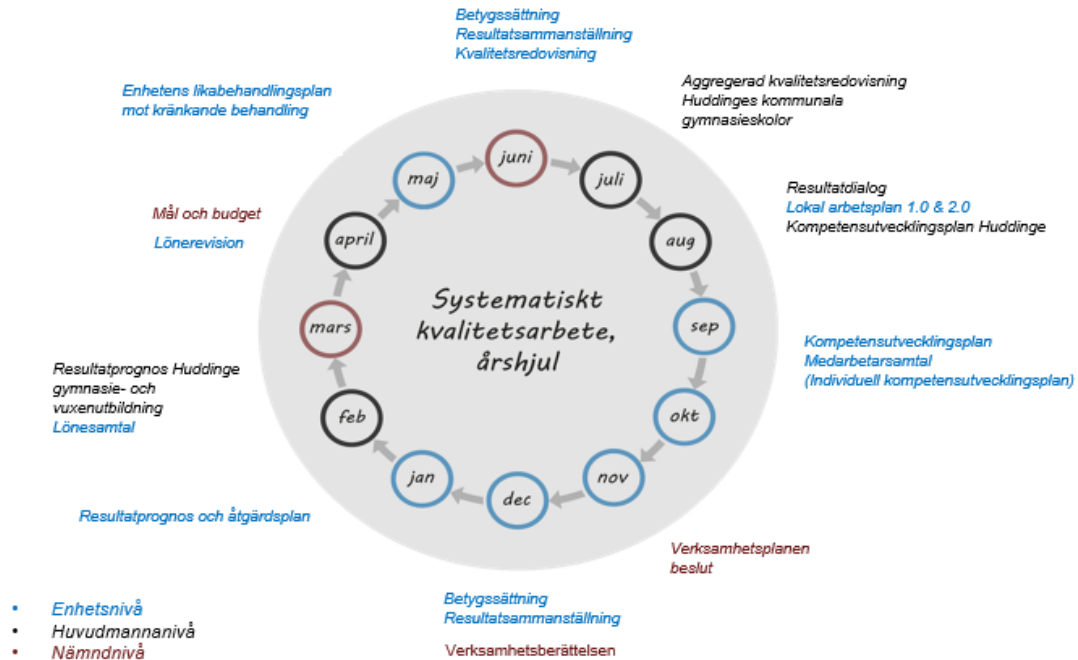 Betygssättning
Resultatsammanställning
Kvalitetsredovisning
Enhetens likabehandlingsplan
mot kränkande behandling
Aggregerad kvalitetsredovisning
Huddinges kommunala
gymnasieskolor
juni
maj
juli
Resultatdialog
Lokal arbetsplan 1.0 & 2.0
Kompetensutvecklingsplan Huddinge
Mål och budget
Lönerevision
april
aug
Systematiskt
kvalitetsarbete,
årshjul
mars
sep
Kompetensutvecklingsplan
Medarbetarsamtal
(Individuell kompetensutvecklingsplan)
Resultatprognos Huddinge
gymnasie- och
vuxenutbildning
Lönesamtal
feb
okt
jan
nov
dec
Resultatprognos och åtgärdsplan
Verksamhetsplanen
beslut
Betygssättning
Resultatsammanställning
Verksamhetsberättelsen
• Enhetsnivå
• Huvudmannanivå
• Nämndnivå